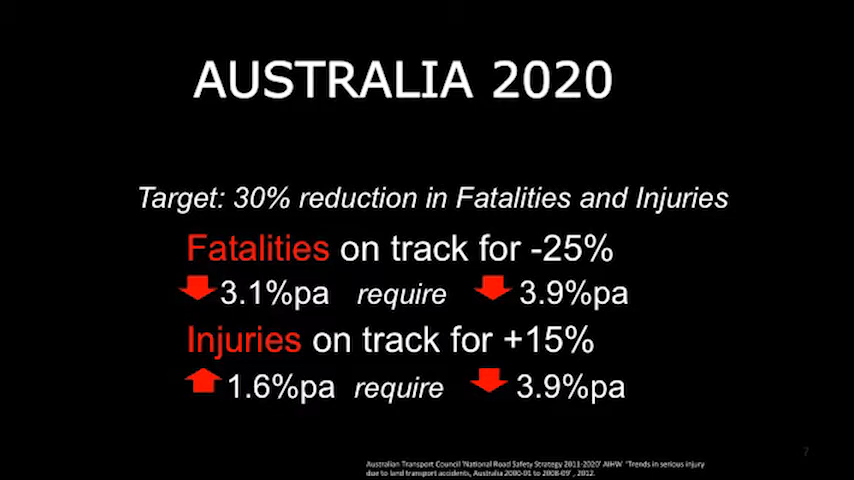 AUSTRALIA 2020
Target: 30% reduction in Fatalities and Injuries
Fatalities on track for -25%
3.1%pa require 3.9%pa
Injuries on track for +15%
1.6%pa require 3.9%pa
7
Australian Transport Council 'National Road Safety Strategy 2011-2020' AIHW 'Trends in serious injury
due to land transport accidents, Australia 2000-01 to 2008-09' , 2012.